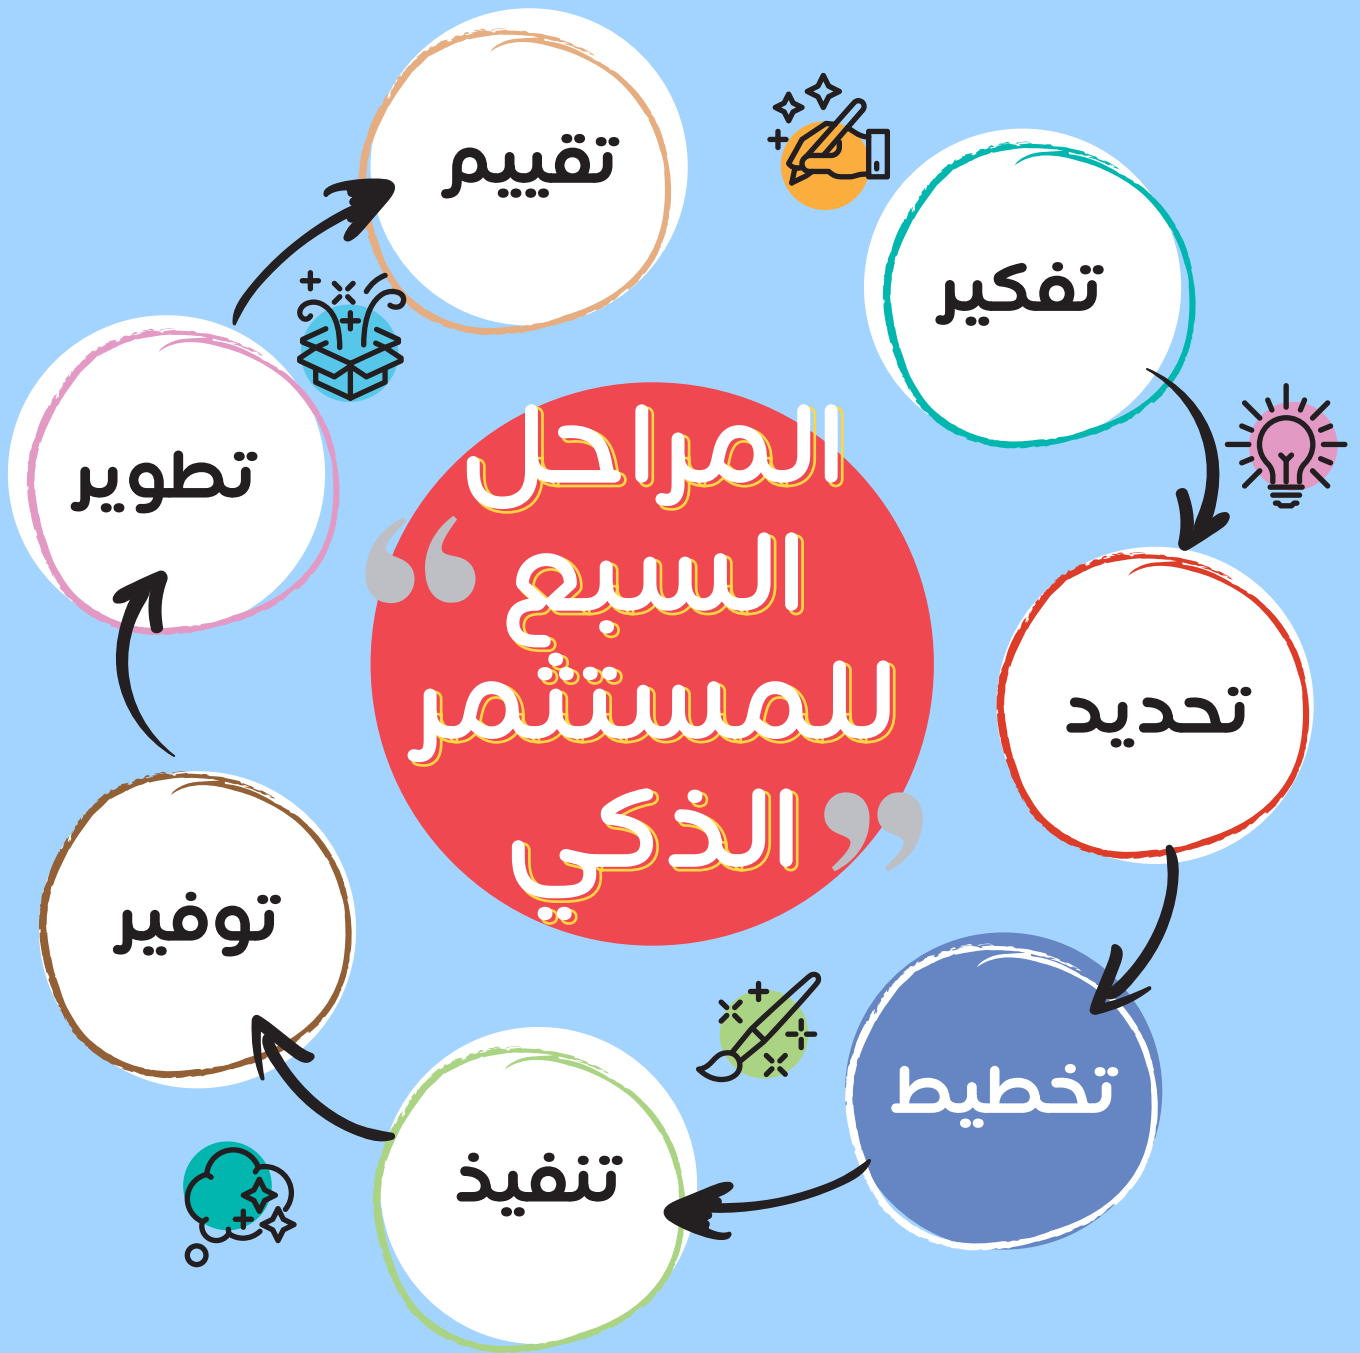 المراحل
السبع
للمستثمر
الذكي
تفكير
تحديد
تخطيط
تنفيذ
توفير
تطوير
تقييم